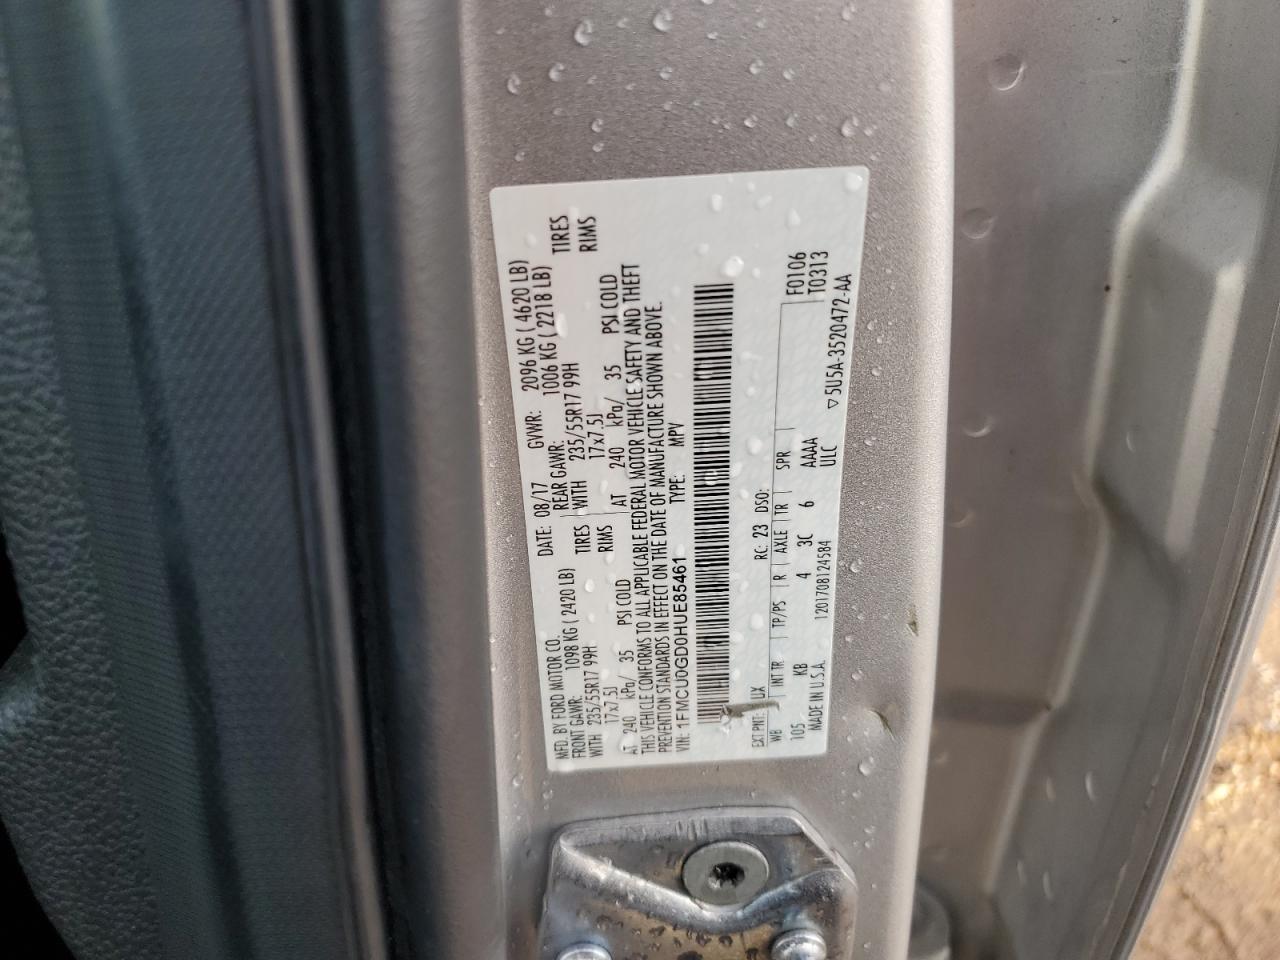 MFD. BY FORD MOTOR CO.
DATE: 08/17 GVWR: 2096 KG ( 4620 LB)
FRONT GAWR: 1098 KG ( 2420 LB) REAR GAWR: 1006 KG ( 2218 LB)
WITH 235/55R17 99H TIRES WITH 235/55R17 99H TIRES
17x7.5J RIMS 17x7.5J RIMS
AT 240 kPa/ 35 PSI COLD AT 240 kPa/ 35 PSI COLD
THIS VEHICLE CONFORMS TO ALL APPLICABLE FEDERAL MOTOR VEHICLE SAFETY AND THEFT
PREVENTION STANDARDS IN EFFECT ON THE DATE OF MANUFACTURE SHOWN ABOVE.
VIN: 1FMCU0GD0HUE85461 TYPE: MPV
EXT PNT: UX RC: 23 DSO: F0106
WB INT TR TP/PS R AXLE TR SPR T0313
105 KB 4 3C 6 AAAA
MADE IN U.S.A. 1201708124584 ULC
▽5U5A-3520472-AA